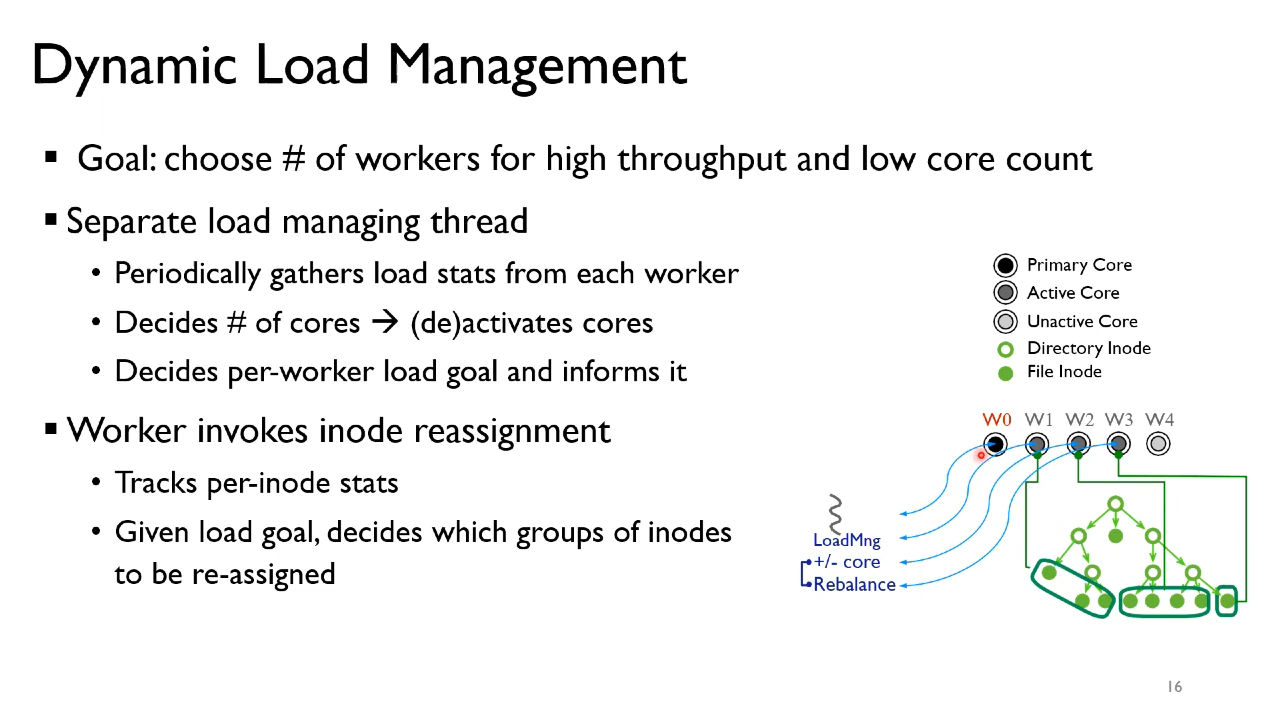 Dynamic Load Management
▪ Goal: choose # of workers for high throughput and low core count
▪ Separate load managing thread
• Periodically gathers load stats from each worker
• Decides # of cores → (de)activates cores
• Decides per-worker load goal and informs it
▪ Worker invokes inode reassignment
• Tracks per-inode stats
• Given load goal, decides which groups of inodes
to be re-assigned
Primary Core
Active Core
Unactive Core
Directory Inode
File Inode
W0 W1 W2 W3 W4
LoadMng
+/- core
Rebalance
16